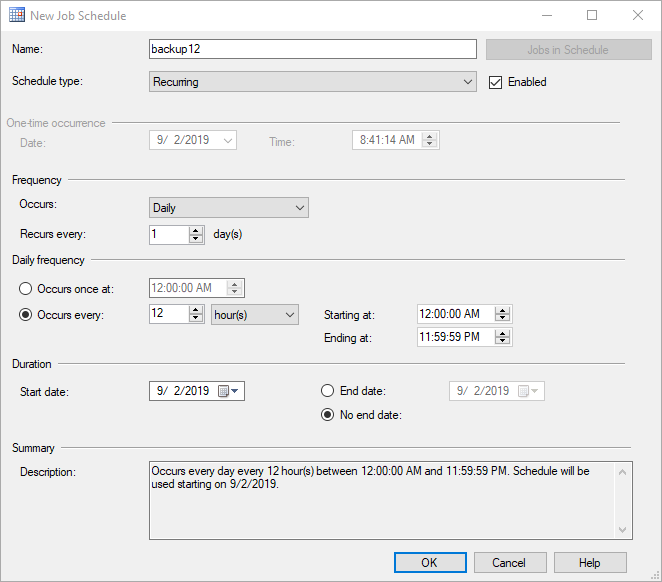 New Job Schedule
Name: backup12 Jobs in Schedule
Schedule type: Recurring Enabled
One-time occurrence
Date: 9/ 2/2019 Time: 8:41:14 AM
Frequency
Occurs: Daily
Recurs every: 1 day(s)
Daily frequency
Occurs once at: 12:00:00 AM
Occurs every: 12 hour(s) Starting at: 12:00:00 AM
Ending at: 11:59:59 PM
Duration
Start date: 9/ 2/2019 End date: 9/ 2/2019
No end date:
Summary
Description: Occurs every day every 12 hour(s) between 12:00:00 AM and 11:59:59 PM. Schedule will be
used starting on 9/2/2019.
OK Cancel Help